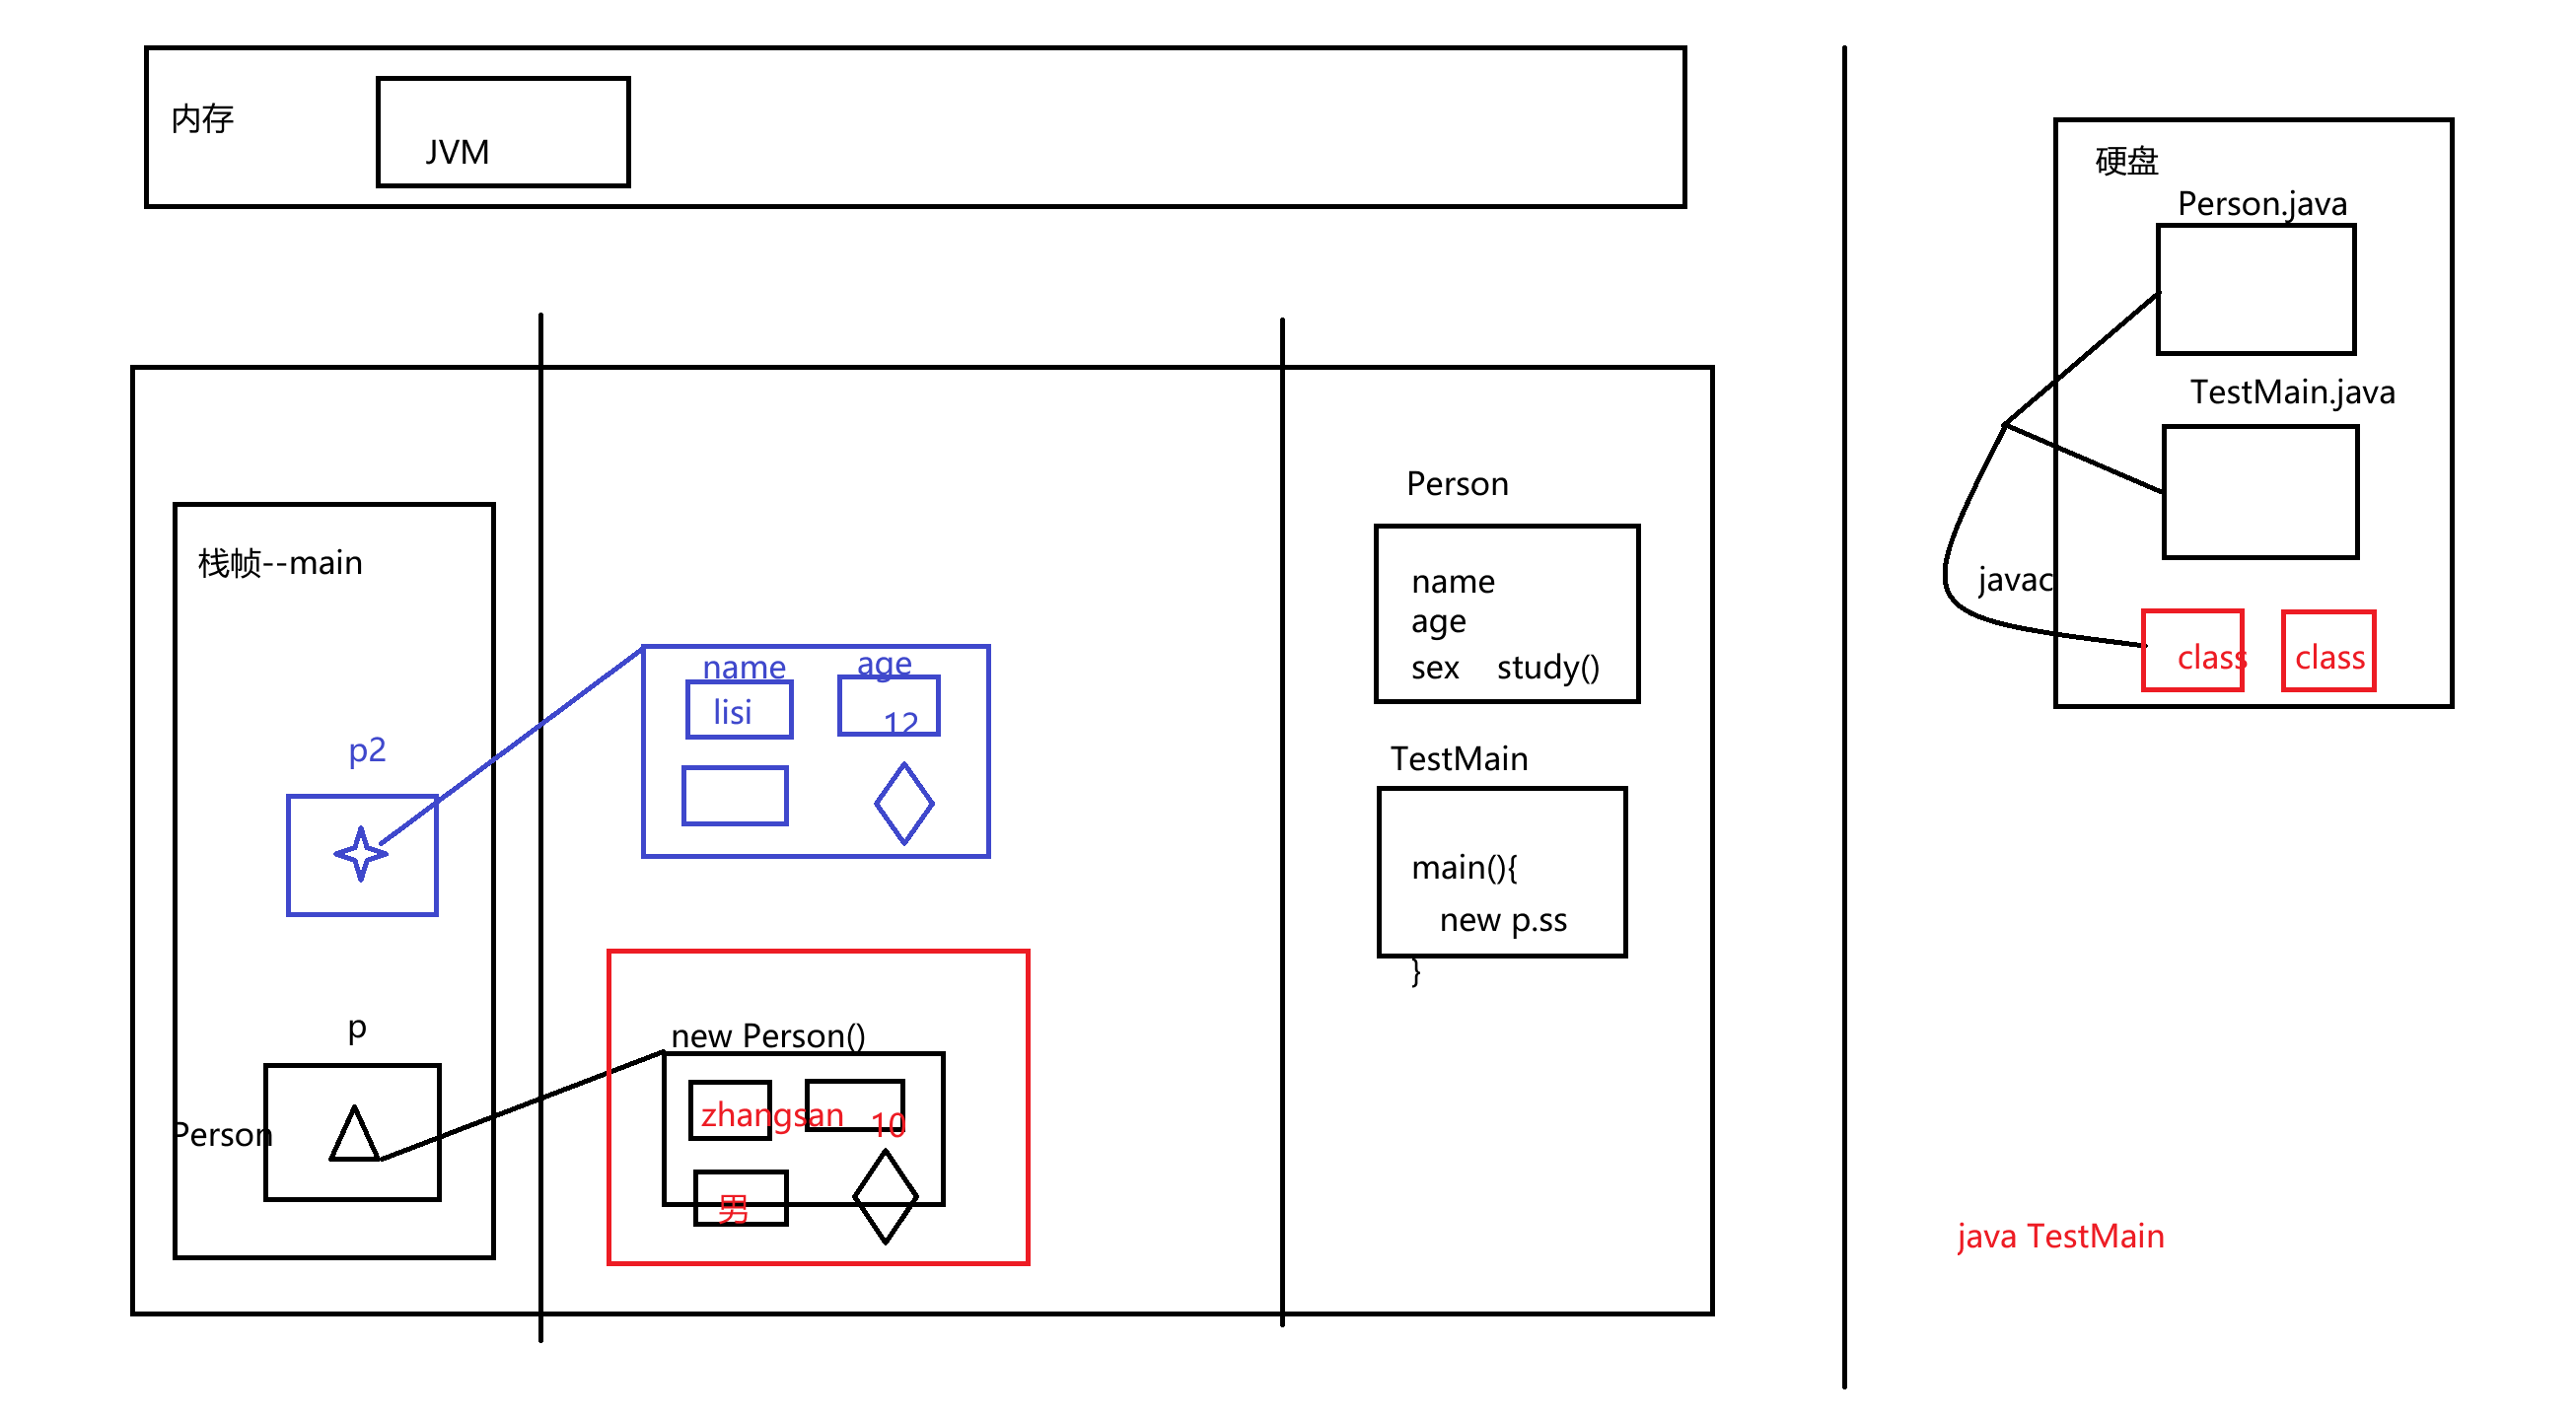 内存
JVM
栈帧--main
p2
p
Person
name
age
lisi
12
new Person()
zhangsan
10
男
Person
name
age
sex    study()
TestMain
main(){
new p.ss
}
硬盘
Person.java
TestMain.java
javac
class
class
java TestMain